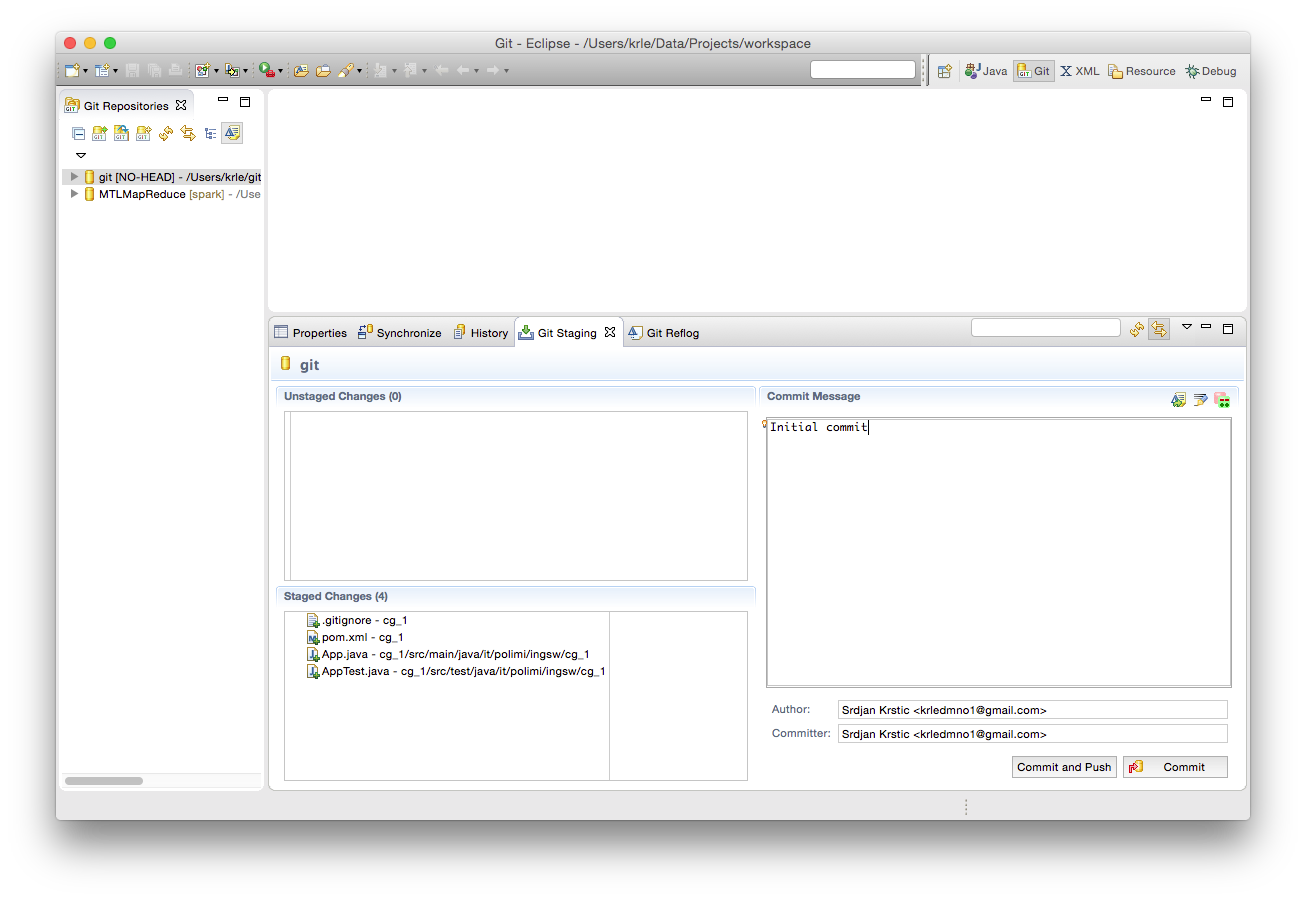 Git - Eclipse - /Users/krle/Data/Projects/workspace
Java Git XML Resource Debug
Git Repositories
git [NO-HEAD] - /Users/krle/git
MTLMapReduce [spark] - /Use
Properties Synchronize History Git Staging Git Reflog
git
Unstaged Changes (0)
Staged Changes (4)
.gitignore - cg_1
pom.xml - cg_1
App.java - cg_1/src/main/java/it/polimi/ingsw/cg_1
AppTest.java - cg_1/src/test/java/it/polimi/ingsw/cg_1
Commit Message
Initial commit
Author: Srdjan Krstic <krledmno1@gmail.com>
Committer: Srdjan Krstic <krledmno1@gmail.com>
Commit and Push Commit